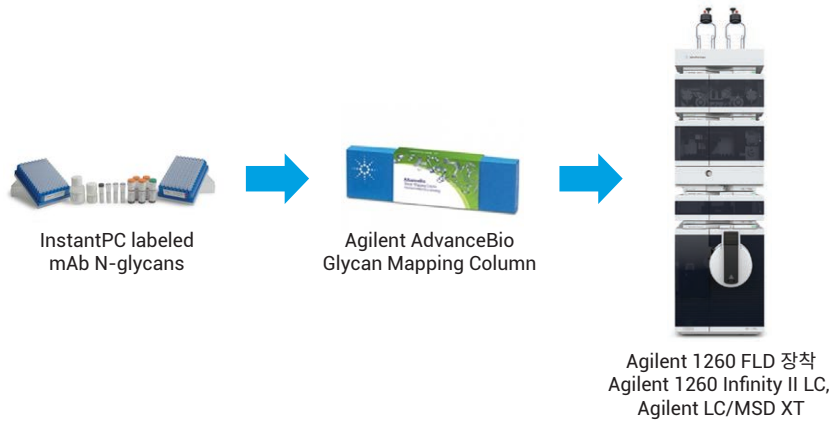 InstantPC labeled
mAb N-glycans
Agilent AdvanceBio
Glycan Mapping Column
Agilent 1260 FLD 장착
Agilent 1260 Infinity II LC,
Agilent LC/MSD XT